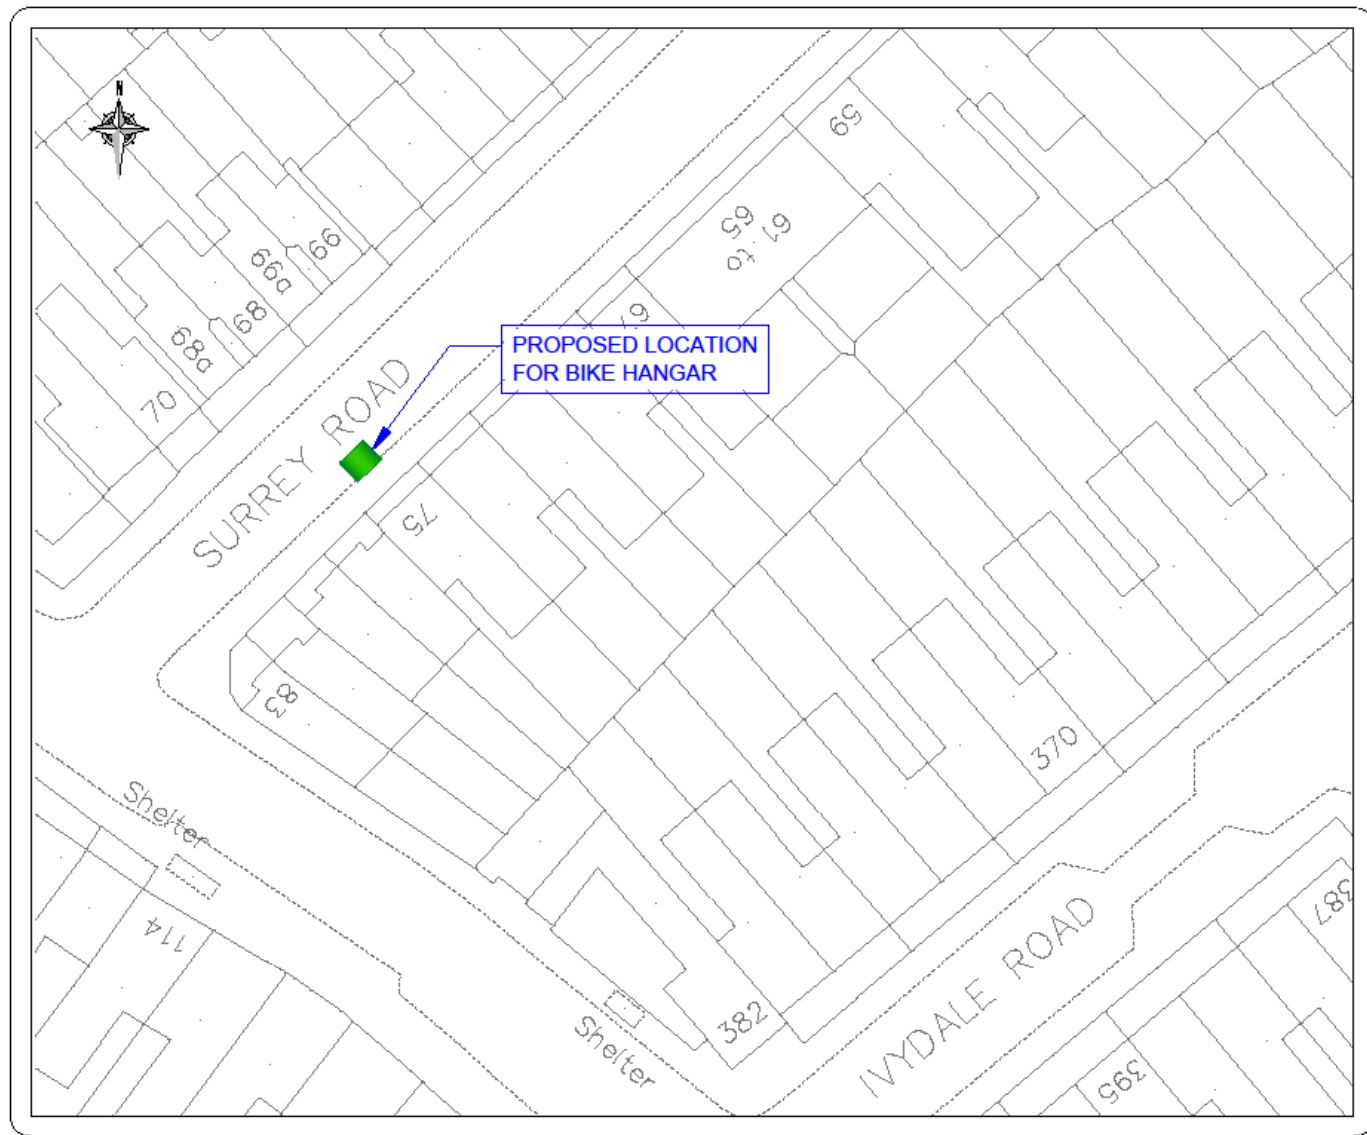 N
59
61 to
65
66
66a
67
68
68a
70
PROPOSED LOCATION
FOR BIKE HANGAR
SURREY ROAD
75
83
370
Shelter
114
387
IVYDALE ROAD
382
Shelter
395